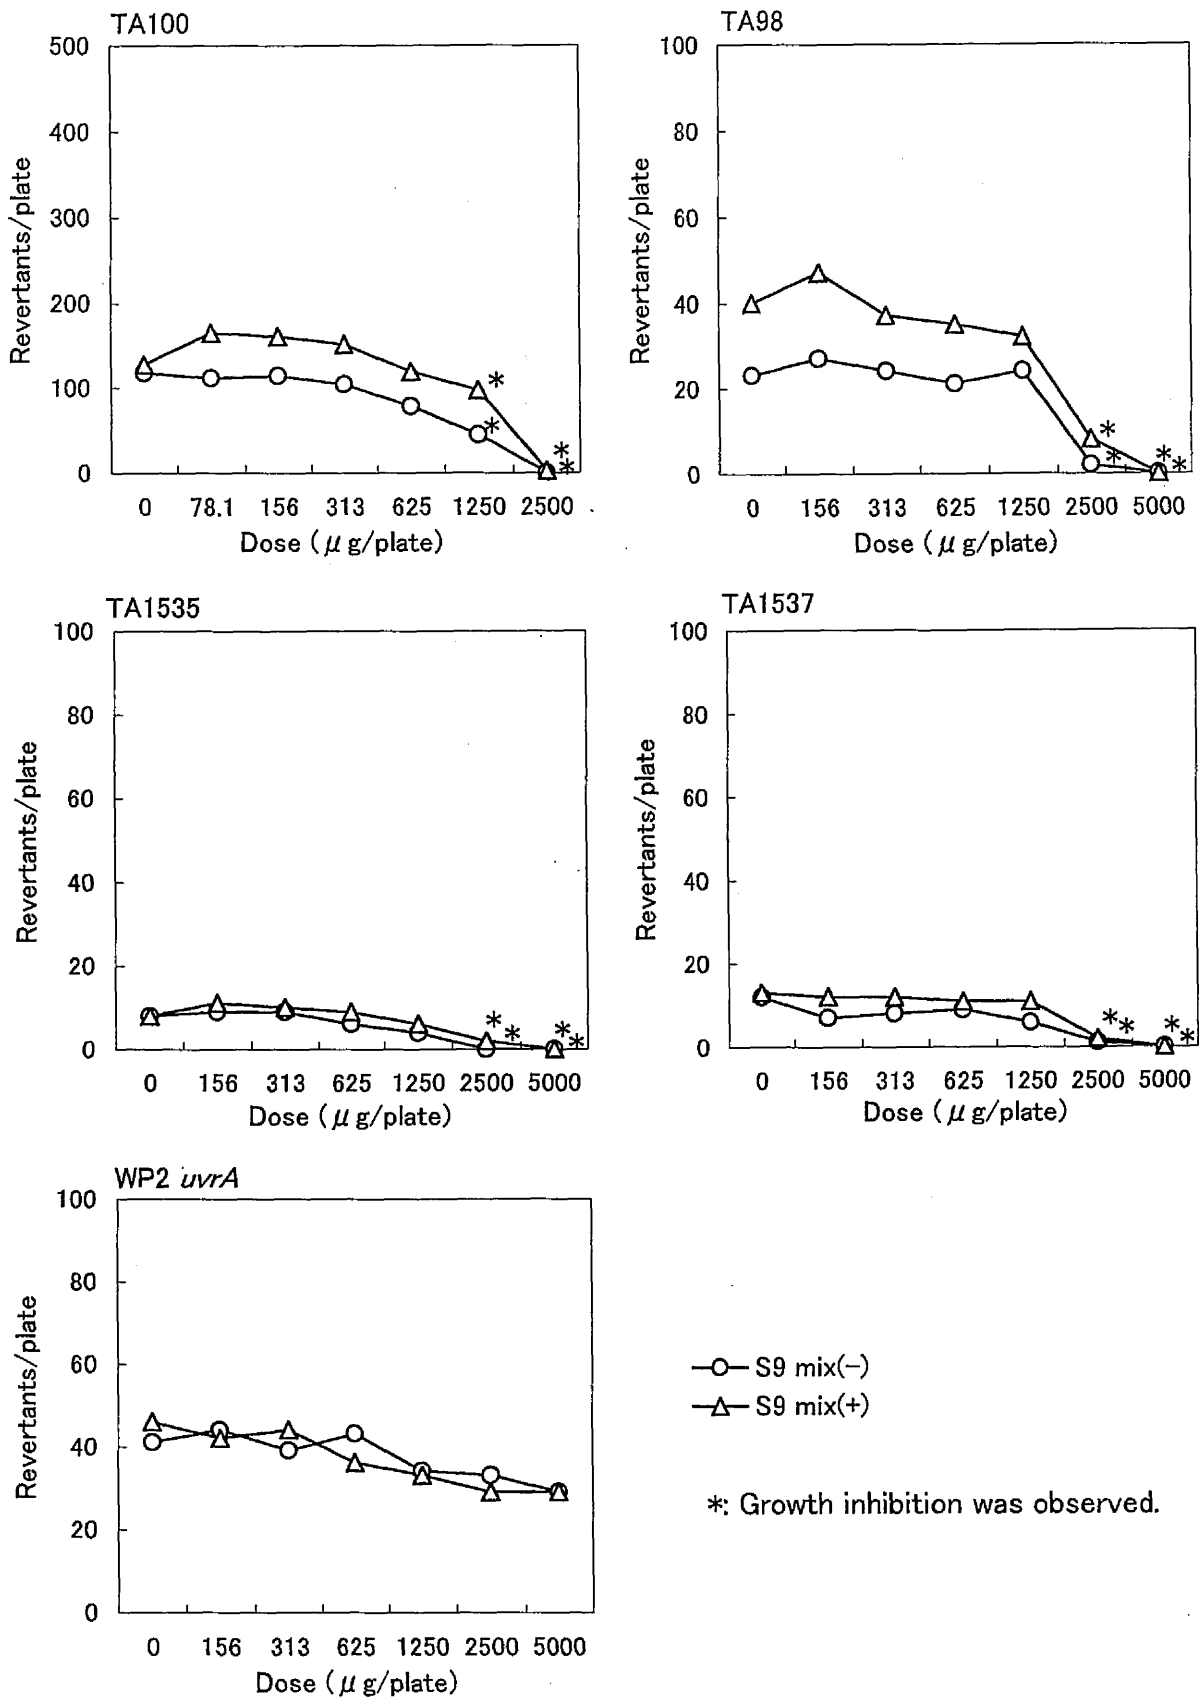 TA100
500
400
300
200
100
0
Revertants/plate
0 78.1 156 313 625 1250 2500
Dose (μg/plate)
* * * *
TA98
100
80
60
40
20
0
Revertants/plate
0 156 313 625 1250 2500 5000
Dose (μg/plate)
* * * *
TA1535
100
80
60
40
20
0
Revertants/plate
0 156 313 625 1250 2500 5000
Dose (μg/plate)
* * * *
TA1537
100
80
60
40
20
0
Revertants/plate
0 156 313 625 1250 2500 5000
Dose (μg/plate)
* * * *
WP2 uvrA
100
80
60
40
20
0
Revertants/plate
0 156 313 625 1250 2500 5000
Dose (μg/plate)
S9 mix(−)
S9 mix(+)
*: Growth inhibition was observed.